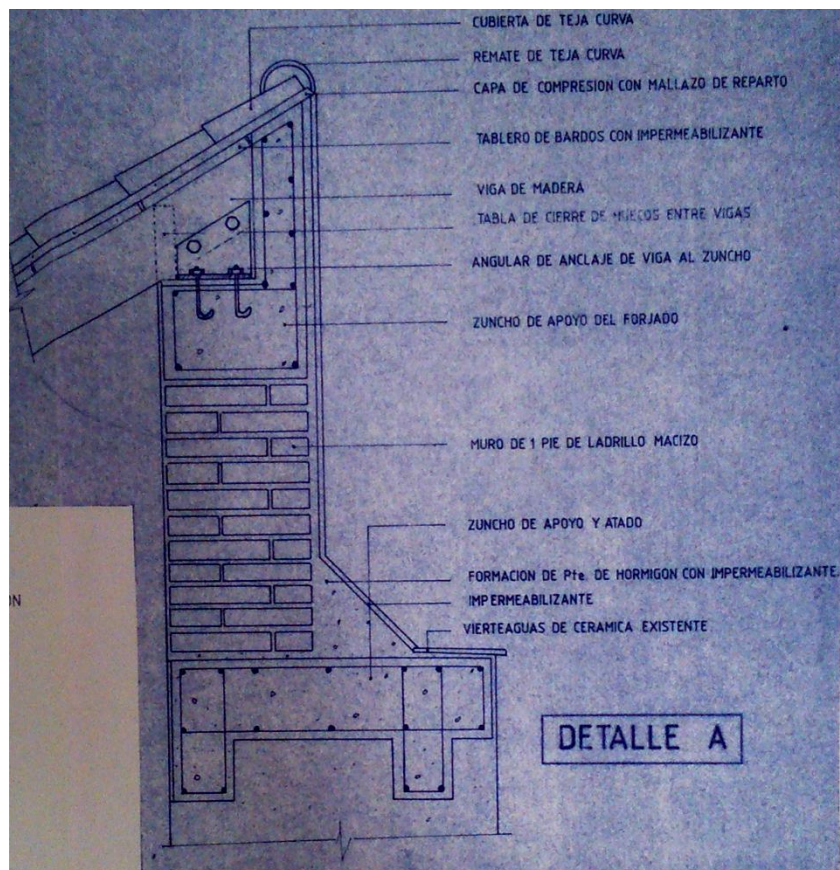 CUBIERTA DE TEJA CURVA
REMATE DE TEJA CURVA
CAPA DE COMPRESION CON MALLAZO DE REPARTO
TABLERO DE BARDOS CON IMPERMEABILIZANTE
VIGA DE MADERA
TABLA DE CIERRE DE HUECOS ENTRE VIGAS
ANGULAR DE ANCLAJE DE VIGA AL ZUNCHO
ZUNCHO DE APOYO DEL FORJADO
MURO DE 1 PIE DE LADRILLO MACIZO
ZUNCHO DE APOYO Y ATADO
FORMACION DE Pte. DE HORMIGON CON IMPERMEABILIZANTE.
IMPERMEABILIZANTE
VIERTEAGUAS DE CERAMICA EXISTENTE
ON
DETALLE A